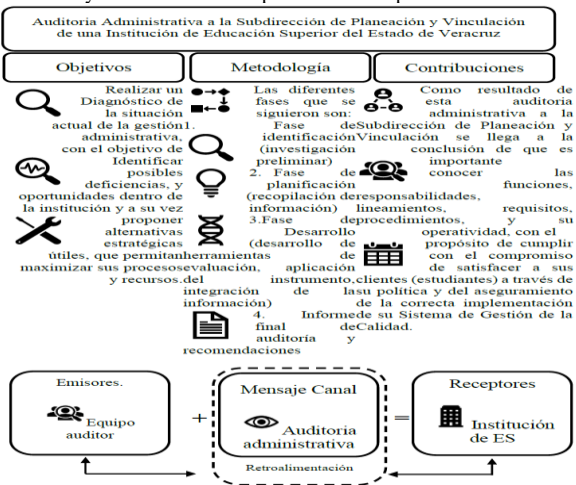 Auditoria Administrativa a la Subdirección de Planeación y Vinculación
de una Institución de Educación Superior del Estado de Veracruz
Objetivos
Realizar un
Diagnóstico de
la situación
actual de la gestión
administrativa,
con el objetivo de
Identificar
posibles
deficiencias, y
oportunidades dentro de
la institución y a su vez
proponer
alternativas
estratégicas
útiles, que permitan
maximizar sus procesos
y recursos.
Metodología
Las diferentes
fases que se
siguieron son:
1. Fase de
identificación
(investigación
preliminar)
2. Fase de
planificación
(recopilación de
información)
3.Fase de
Desarrollo
(desarrollo de
herramientas de
evaluación, aplicación
del instrumento,
integración de la
información)
4. Informe
final de
auditoría y
recomendaciones
Contribuciones
Como resultado de
esta auditoria
administrativa a la
Subdirección de Planeación y
Vinculación se llega a la
conclusión de que es
importante
conocer las
funciones,
responsabilidades,
lineamientos, requisitos,
procedimientos, y su
operatividad, con el
propósito de cumplir
con el compromiso
de satisfacer a sus
clientes (estudiantes) a través de
su política y del aseguramiento
de la correcta implementación
de su Sistema de Gestión de la
Calidad.
Emisores.
Equipo
auditor
+
Mensaje Canal
Auditoria
administrativa
=
Receptores
Institución
de ES
Retroalimentación